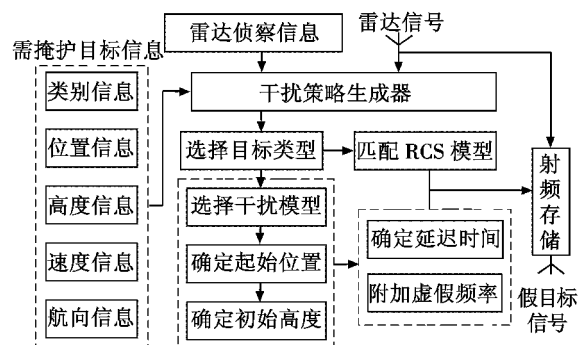 雷达侦察信息
雷达信号
需掩护目标信息
类别信息
干扰策略生成器
位置信息
选择目标类型
匹配 RCS 模型
高度信息
选择干扰模型
射
频
存
储
确定延迟时间
速度信息
确定起始位置
附加虚假频率
假目标
信号
航向信息
确定初始高度